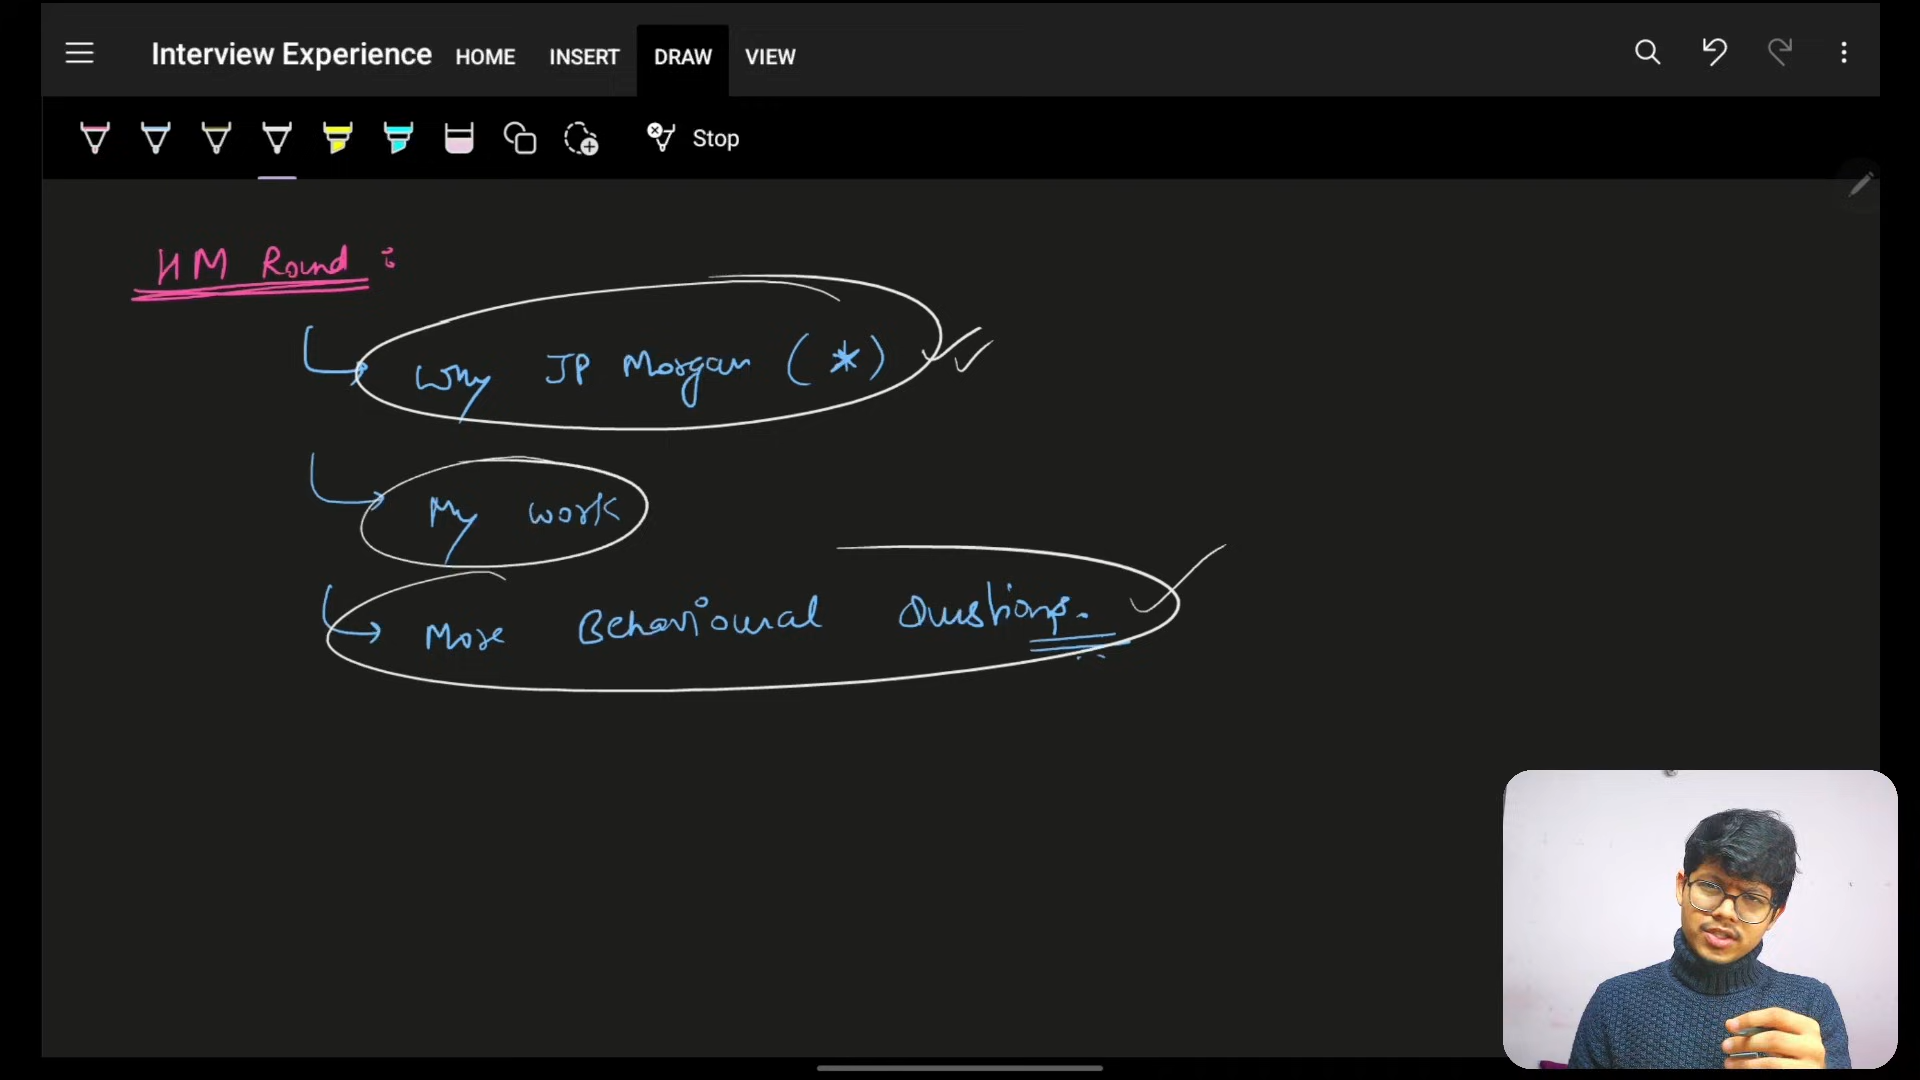 Interview Experience HOME INSERT DRAW VIEW
Stop
HM Round :
Why JP Morgan (*)
My work
More Behavioural Questions.